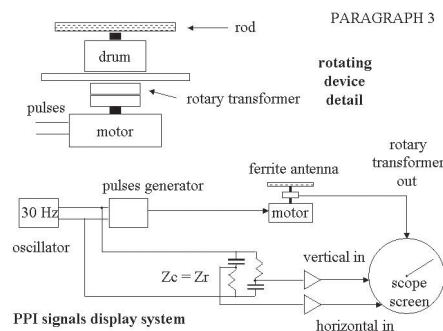 PARAGRAPH 3
rod
drum
rotating
device
detail
rotary transformer
pulses
motor
rotary
transformer
out
ferrite antenna
pulses generator
30 Hz
motor
oscillator
vertical in
Zc = Zr
scope
screen
PPI signals display system
horizontal in